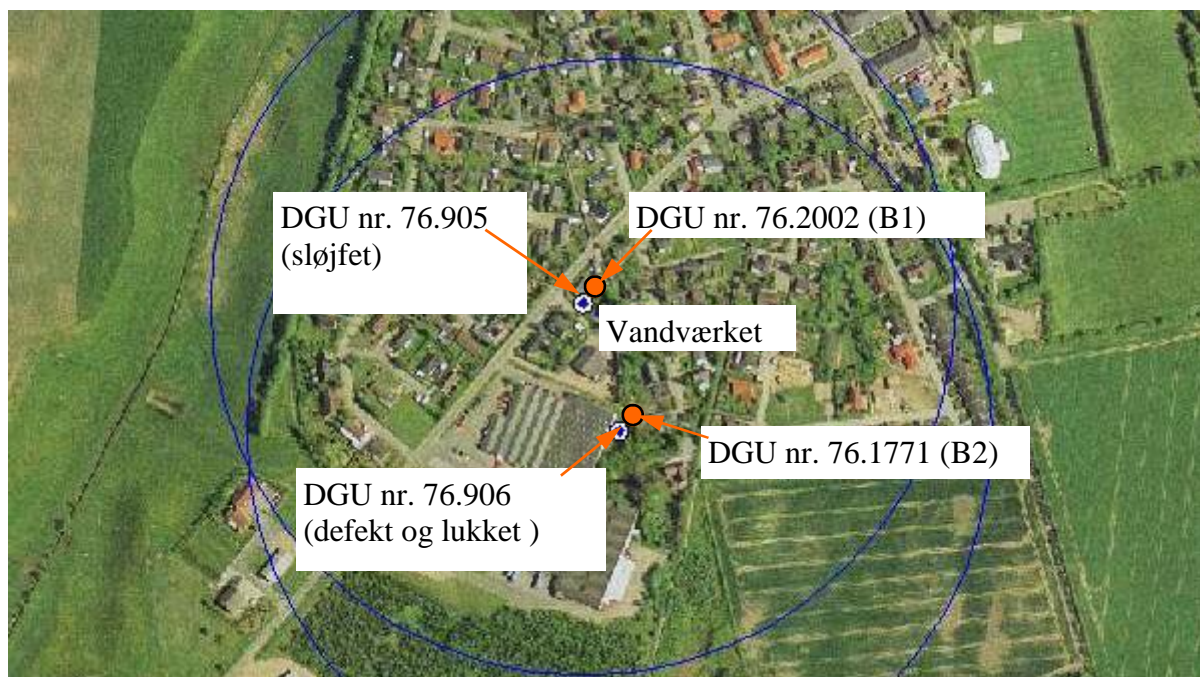 DGU nr. 76.905
(sløjfet)
DGU nr. 76.2002 (B1)
Vandværket
DGU nr. 76.1771 (B2)
DGU nr. 76.906
(defekt og lukket )